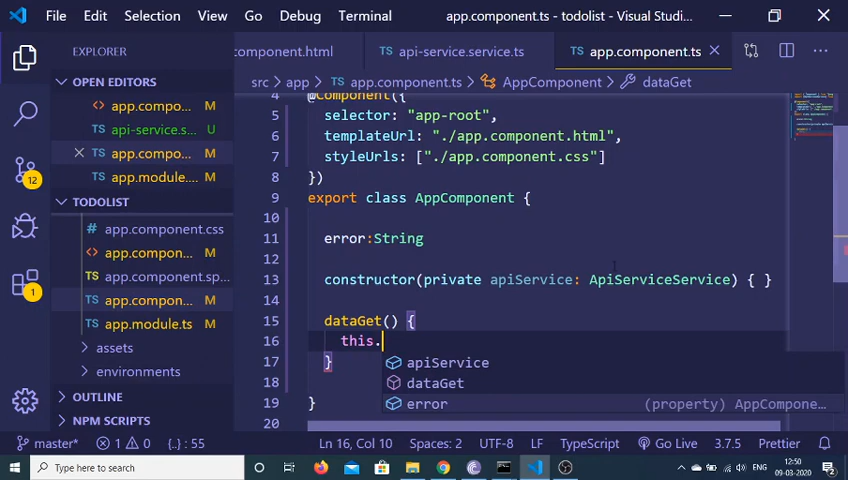 File Edit Selection View Go Debug Terminal app.component.ts - todolist - Visual Studi...
EXPLORER
component.html api-service.service.ts app.component.ts
OPEN EDITORS
src > app > app.component.ts > AppComponent > dataGet
app.compo... M
api-service.s... U
app.compo... M
app.module.... M
TODOLIST
app.component.css
app.compon... M
app.component.sp...
app.compon... M
app.module.ts M
assets
environments
OUTLINE
NPM SCRIPTS
12
1
4 @Component({
5 selector: "app-root",
6 templateUrl: "./app.component.html",
7 styleUrls: ["./app.component.css"]
8 })
9 export class AppComponent {
10
11 error:String
12
13 constructor(private apiService: ApiServiceService) { }
14
15 dataGet() {
16 this.
17 }
18
19 }
20
apiService
dataGet
error (property) AppCompone...
master* 1 0 {..} : 55 Ln 16, Col 10 Spaces: 2 UTF-8 LF TypeScript Go Live 3.7.5 Prettier
Type here to search
ENG
12:50
09-03-2020